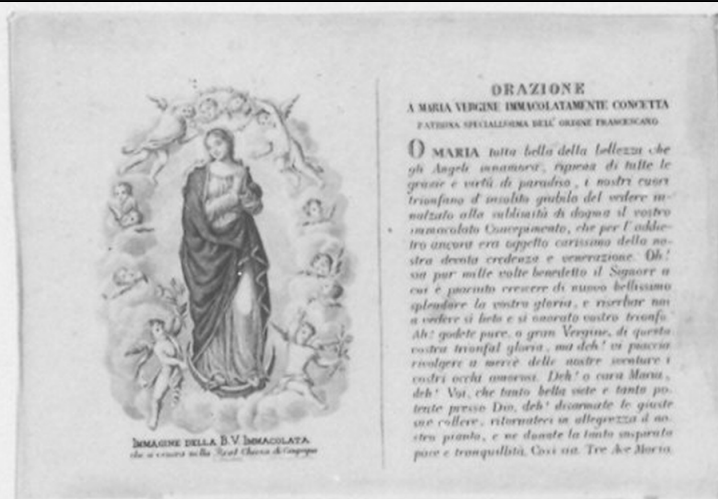 IMMAGINE DELLA B. V. IMMACOLATA
che si venera nella Real Chiesa di
ORAZIONE
A MARIA VERGINE IMMACOLATAMENTE CONCETTA
PATRONA SPECIALISSIMA DELL' ORDINE FRANCESCANO
O MARIA tutta bella della bellezza che
gli Angeli innamora, ripiena di tutte le
grazie e virtù di paradiso, i nostri cuori
trionfano d' insolito giubilo del vedere in-
nalzato alla sublimità di dogma il vostro
immacolato Concepimento, che per l' addie-
tro ancora era oggetto carissimo della no-
stra devota credenza e venerazione. Oh!
sia pur mille volte benedetto il Signore a
cui è piaciuto crescere di nuovo bellissimo
splendore la vostra gloria, e riserbar noi
a vedere sì lieto e sì onorato vostro trionfo.
Ah! godete pure, o gran Vergine, di questa
vostra trionfal gloria, ma deh! vi piaccia
rivolgere a mercè delle nostre sventure i
vostri occhi amorosi. Deh! o cara Maria,
deh! Voi, che tanto bella siete e tanto po-
tente presso Dio, deh! disarmate le giuste
sue collere, ritornateci in allegrezza il no-
stro pianto, e ne donate la tanto sospirata
pace e tranquillità. Così sia. Tre Ave Maria.